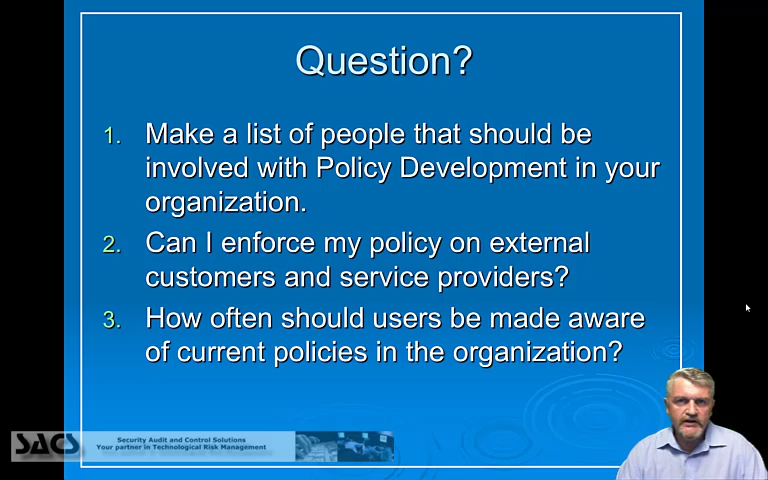 Question?
1. Make a list of people that should be
involved with Policy Development in your
organization.
2. Can I enforce my policy on external
customers and service providers?
3. How often should users be made aware
of current policies in the organization?
SACS
Security Audit and Control Solutions
Your partner in Technological Risk Management